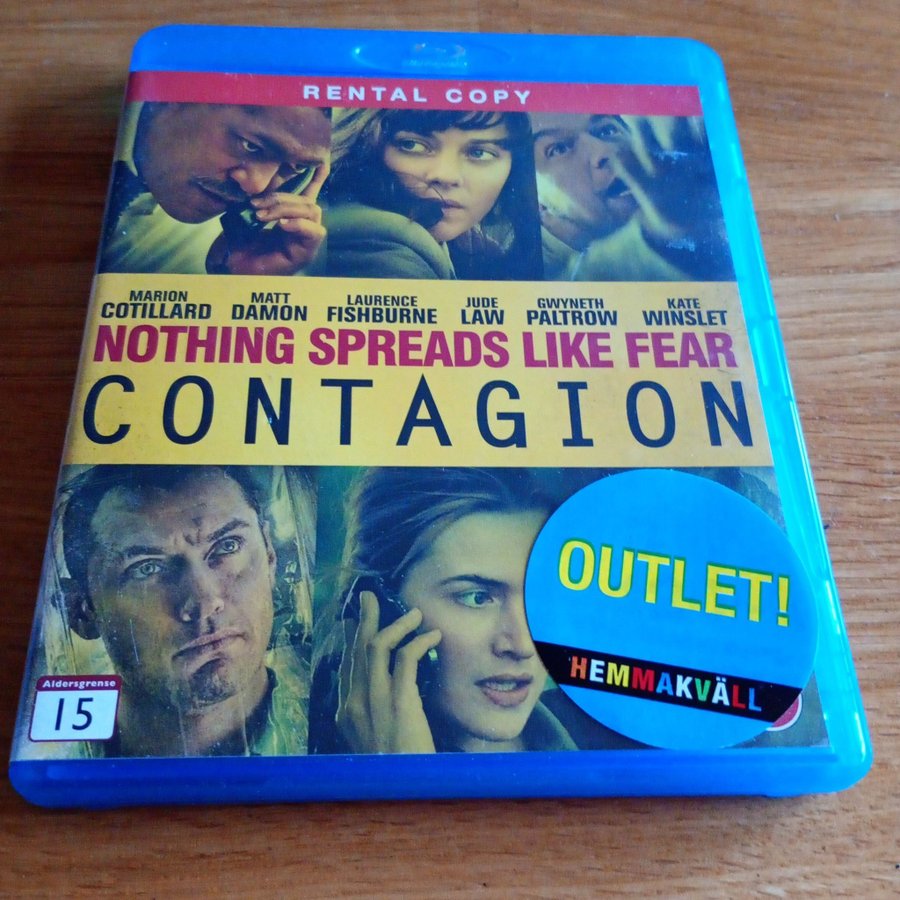 RENTAL COPY
MARION COTILLARD
MATT DAMON
LAURENCE FISHBURNE
JUDE LAW
GWYNETH PALTROW
KATE WINSLET
NOTHING SPREADS LIKE FEAR
CONTAGION
OUTLET!
HEMMAKVÄLL
Aldersgrense
15